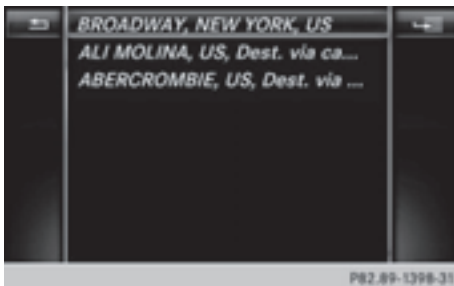 BROADWAY, NEW YORK, US
ALI MOLINA, US, Dest. via ca...
ABERCROMBIE, US, Dest. via ...
P82.89-1398-31